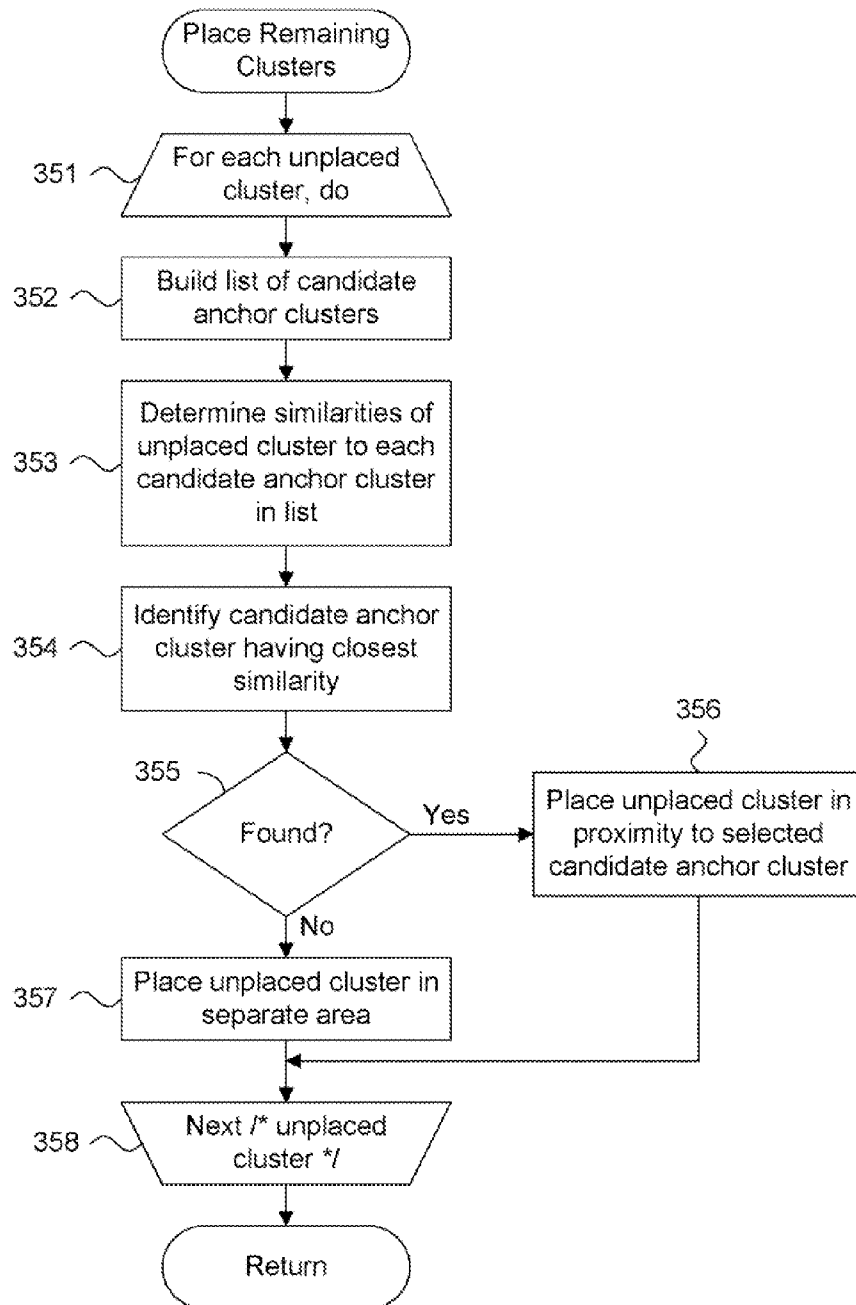 Place Remaining
Clusters
351
For each unplaced
cluster, do
352
Build list of candidate
anchor clusters
353
Determine similarities of
unplaced cluster to each
candidate anchor cluster
in list
354
Identify candidate anchor
cluster having closest
similarity
355
Found?
Yes
356
Place unplaced cluster in
proximity to selected
candidate anchor cluster
No
357
Place unplaced cluster in
separate area
358
Next /* unplaced
cluster */
Return